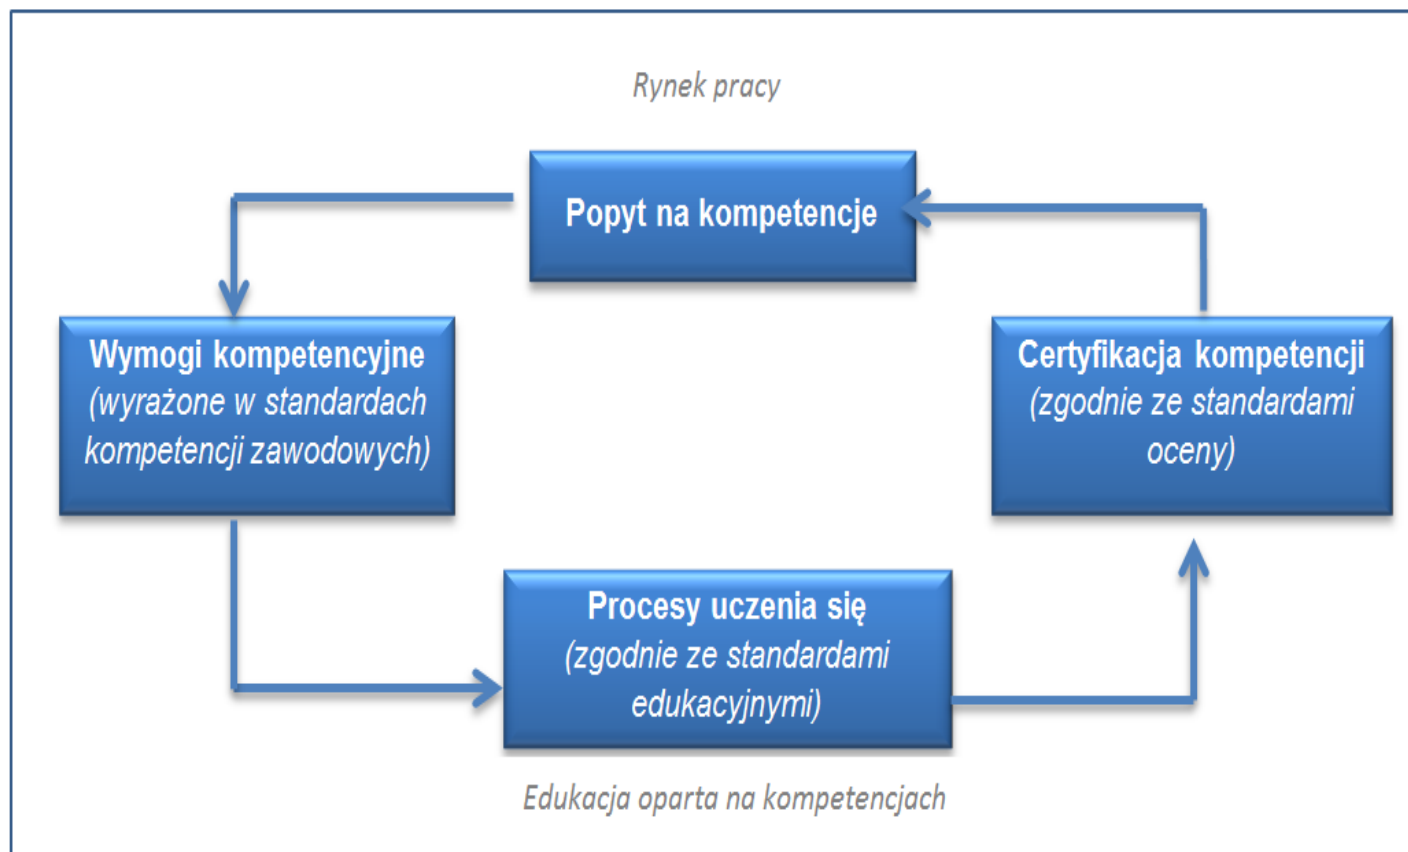 Rynek pracy
Popyt na kompetencje
Wymogi kompetencyjne
(wyrażone w standardach
kompetencji zawodowych)
Certyfikacja kompetencji
(zgodnie ze standardami
oceny)
Procesy uczenia się
(zgodnie ze standardami
edukacyjnymi)
Edukacja oparta na kompetencjach